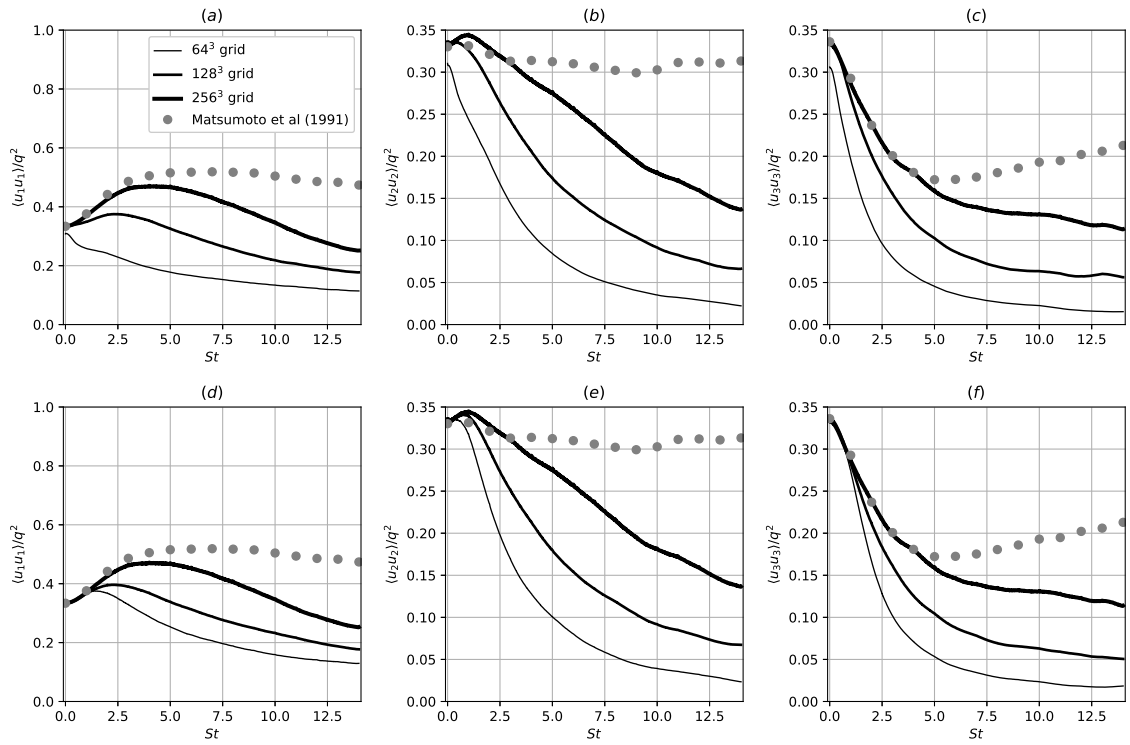 (a)
1.0
0.8
0.6
0.4
0.2
0.0
⟨u₁u₁⟩/q²
0.0 2.5 5.0 7.5 10.0 12.5
St
64³ grid
128³ grid
256³ grid
Matsumoto et al (1991)
(b)
0.35
0.30
0.25
0.20
0.15
0.10
0.05
0.00
⟨u₂u₂⟩/q²
0.0 2.5 5.0 7.5 10.0 12.5
St
(c)
0.35
0.30
0.25
0.20
0.15
0.10
0.05
0.00
⟨u₃u₃⟩/q²
0.0 2.5 5.0 7.5 10.0 12.5
St
(d)
1.0
0.8
0.6
0.4
0.2
0.0
⟨u₁u₁⟩/q²
0.0 2.5 5.0 7.5 10.0 12.5
St
(e)
0.35
0.30
0.25
0.20
0.15
0.10
0.05
0.00
⟨u₂u₂⟩/q²
0.0 2.5 5.0 7.5 10.0 12.5
St
(f)
0.35
0.30
0.25
0.20
0.15
0.10
0.05
0.00
⟨u₃u₃⟩/q²
0.0 2.5 5.0 7.5 10.0 12.5
St